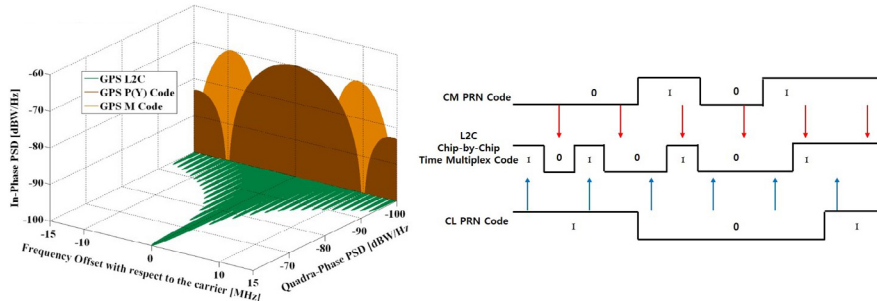 -60
-70
-80
-90
-100
In-Phase PSD [dBW/Hz]
GPS L2C
GPS P(Y) Code
GPS M Code
-15
-10
0
10
15
Frequency Offset with respect to the carrier [MHz]
-70
-80
-90
-100
Quadra-Phase PSD [dBW/Hz
CM PRN Code
0
I
0
I
L2C
Chip-by-Chip
Time Multiplex Code
I
0
I
0
I
0
I
CL PRN Code
I
0
I